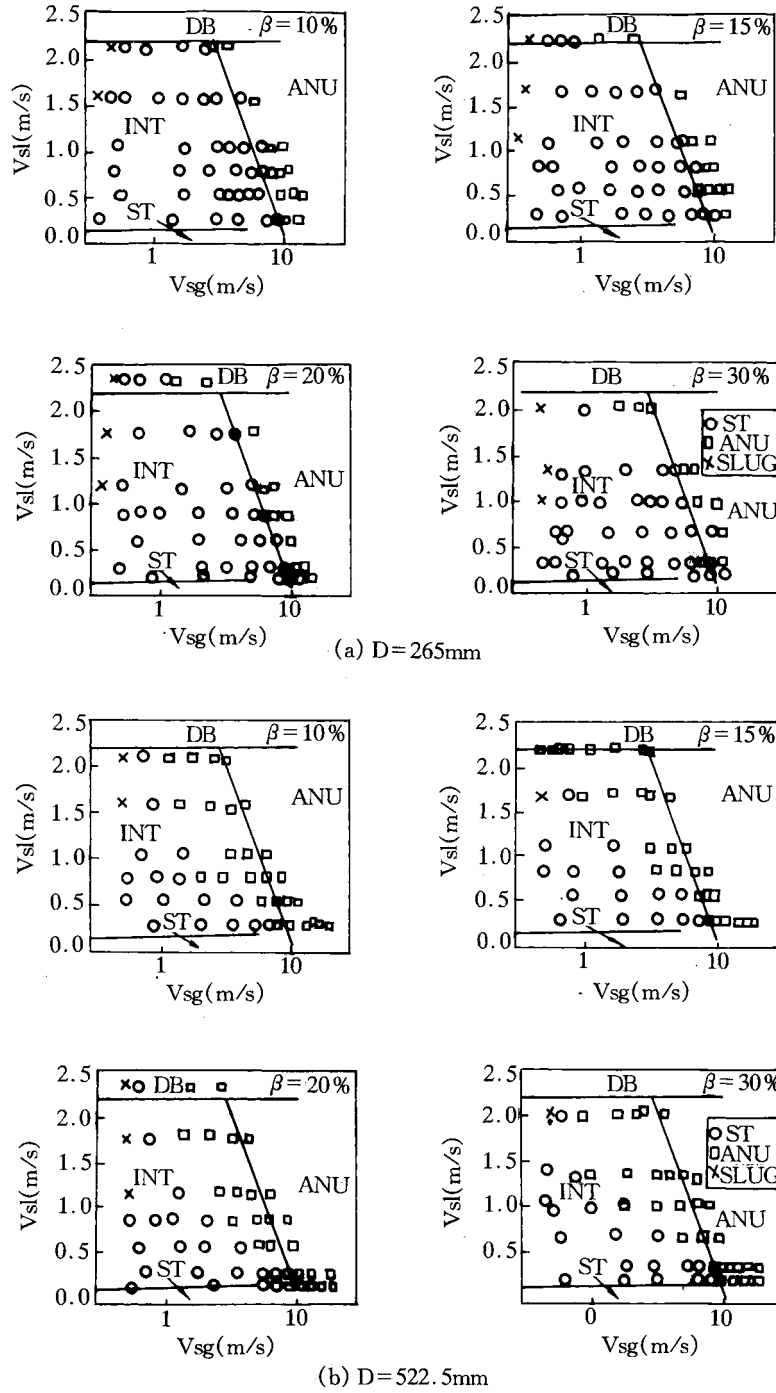 DB β=10%
2.5
2.0
1.5
1.0
0.5
0.0
Vsl(m/s)
INT
ANU
ST
1 10
Vsg(m/s)
DB β=15%
2.5
2.0
1.5
1.0
0.5
0.0
Vsl(m/s)
INT
ANU
ST
1 10
Vsg(m/s)
DB β=20%
2.5
2.0
1.5
1.0
0.5
0.0
Vsl(m/s)
INT
ANU
ST
1 10
Vsg(m/s)
DB β=30%
2.5
2.0
1.5
1.0
0.5
0.0
Vsl(m/s)
ST
ANU
SLUG
INT
ANU
ST
1 10
Vsg(m/s)
(a) D=265mm
DB β=10%
2.5
2.0
1.5
1.0
0.5
0.0
Vsl(m/s)
INT
ANU
ST
1 10
Vsg(m/s)
DB β=15%
2.5
2.0
1.5
1.0
0.5
0.0
Vsl(m/s)
INT
ANU
ST
1 10
Vsg(m/s)
DB β=20%
2.5
2.0
1.5
1.0
0.5
0.0
Vsl(m/s)
INT
ANU
ST
1 10
Vsg(m/s)
DB β=30%
2.5
2.0
1.5
1.0
0.5
0.0
Vsl(m/s)
ST
ANU
SLUG
INT
ANU
ST
0 10
Vsg(m/s)
(b) D=522.5mm